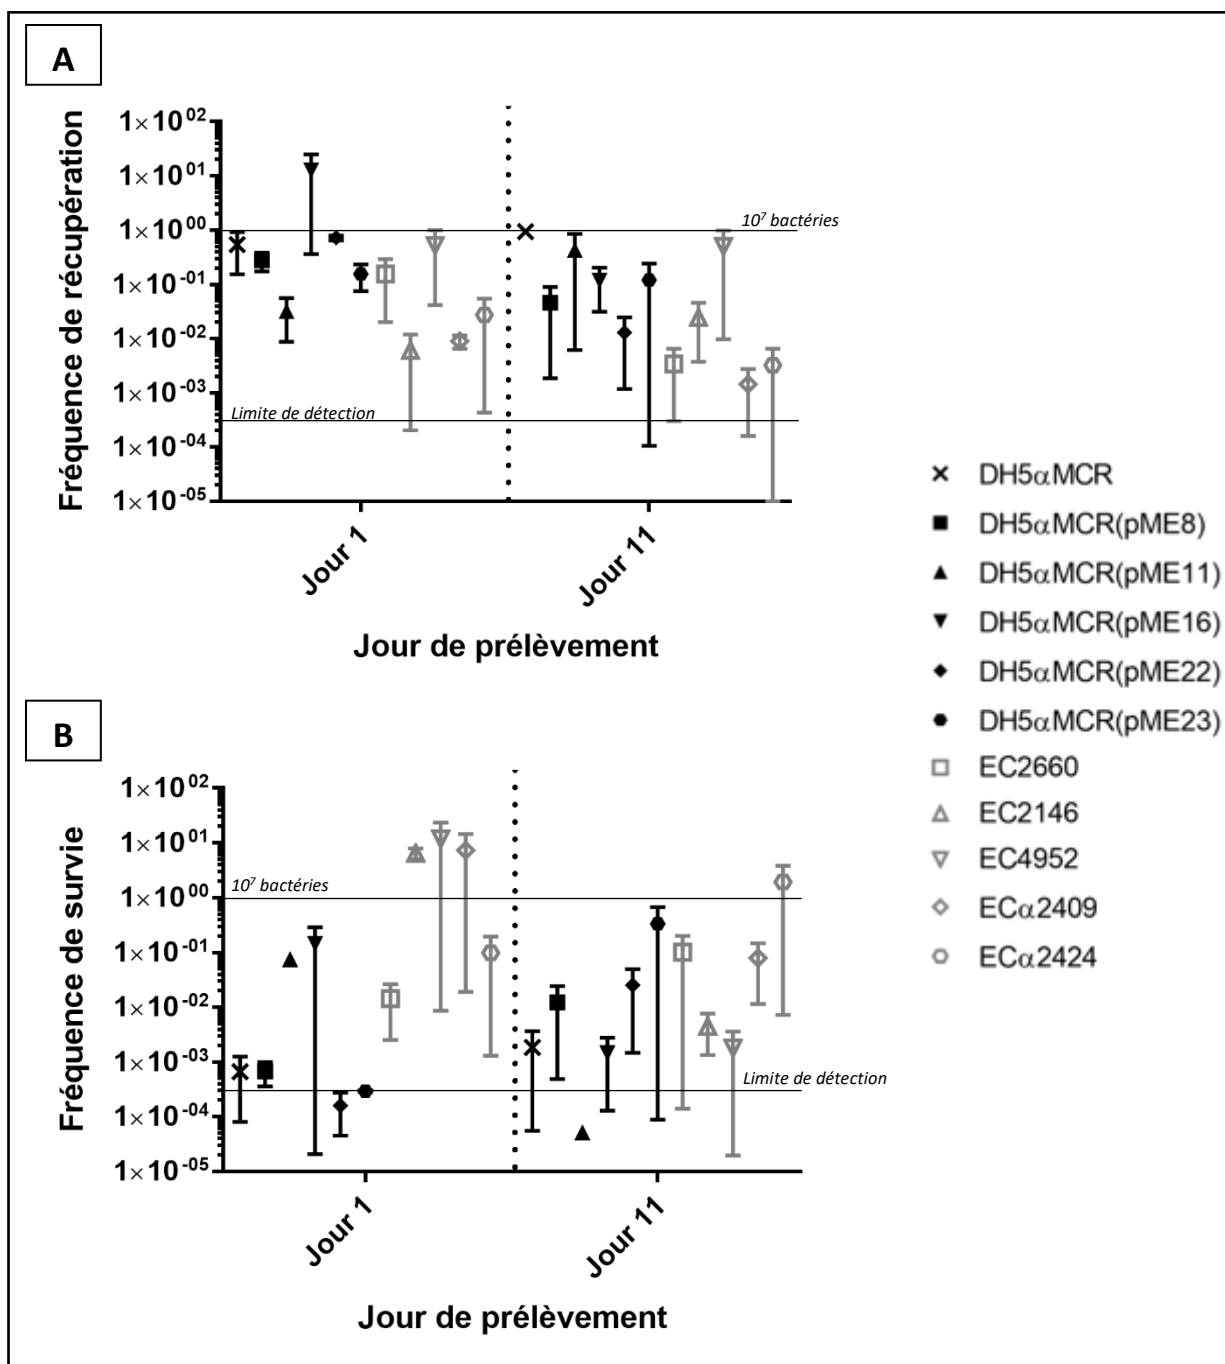 A
Fréquence de récupération
1×10⁰²
1×10⁰¹
1×10⁰⁰
1×10⁻⁰¹
1×10⁻⁰²
1×10⁻⁰³
1×10⁻⁰⁴
1×10⁻⁰⁵
10⁷ bactéries
Limite de détection
Jour 1
Jour 11
Jour de prélèvement
DH5αMCR
DH5αMCR(pME8)
DH5αMCR(pME11)
DH5αMCR(pME16)
DH5αMCR(pME22)
DH5αMCR(pME23)
EC2660
EC2146
EC4952
ECα2409
ECα2424
B
Fréquence de survie
1×10⁰²
1×10⁰¹
1×10⁰⁰
1×10⁻⁰¹
1×10⁻⁰²
1×10⁻⁰³
1×10⁻⁰⁴
1×10⁻⁰⁵
10⁷ bactéries
Limite de détection
Jour 1
Jour 11
Jour de prélèvement